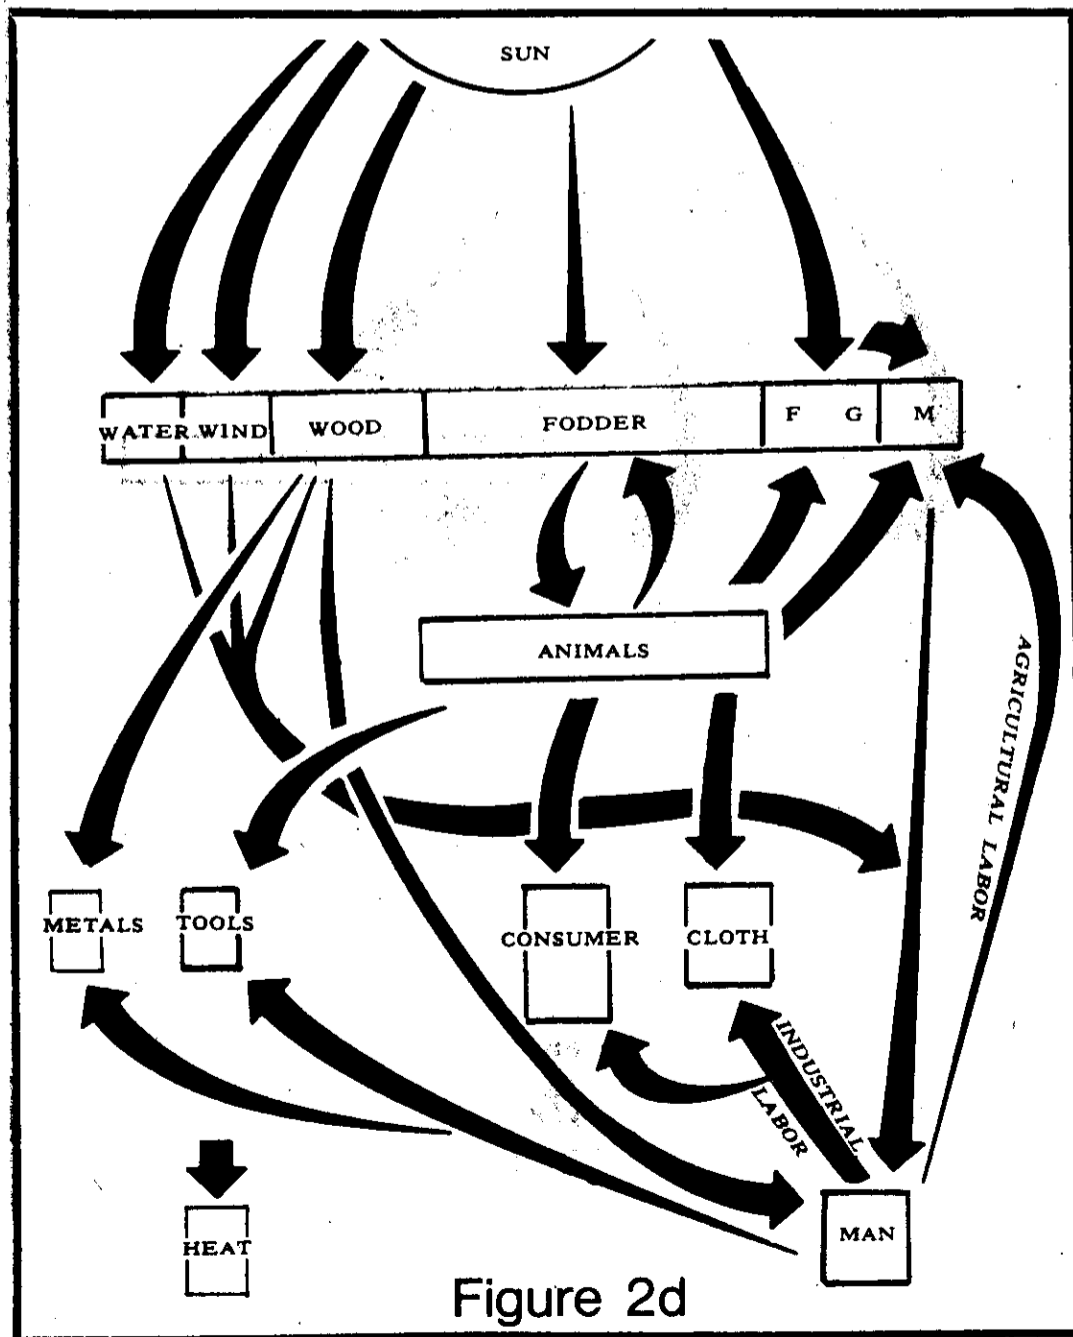 SUN
WATER WIND WOOD FODDER F G M
ANIMALS
AGRICULTURAL LABOR
METALS TOOLS CONSUMER CLOTH
INDUSTRIAL
LABOR
MAN
HEAT
Figure 2d